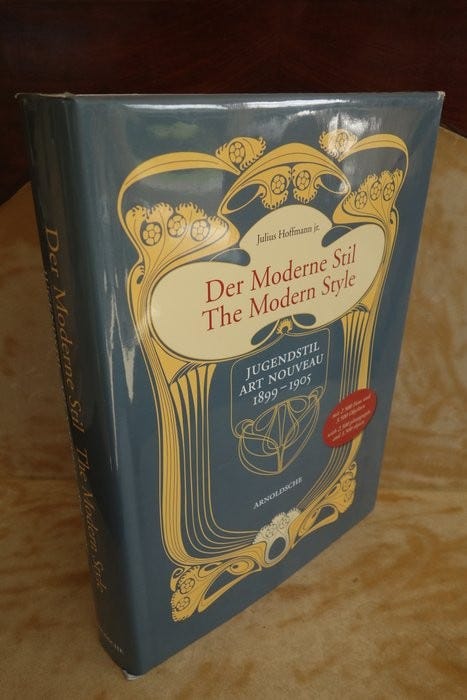 Julius Hoffmann jr.
Der Moderne Stil
The Modern Style
JUGENDSTIL
ART NOUVEAU
1899 – 1905
ARNOLDSCHE
Der Moderne Stil The Modern Style